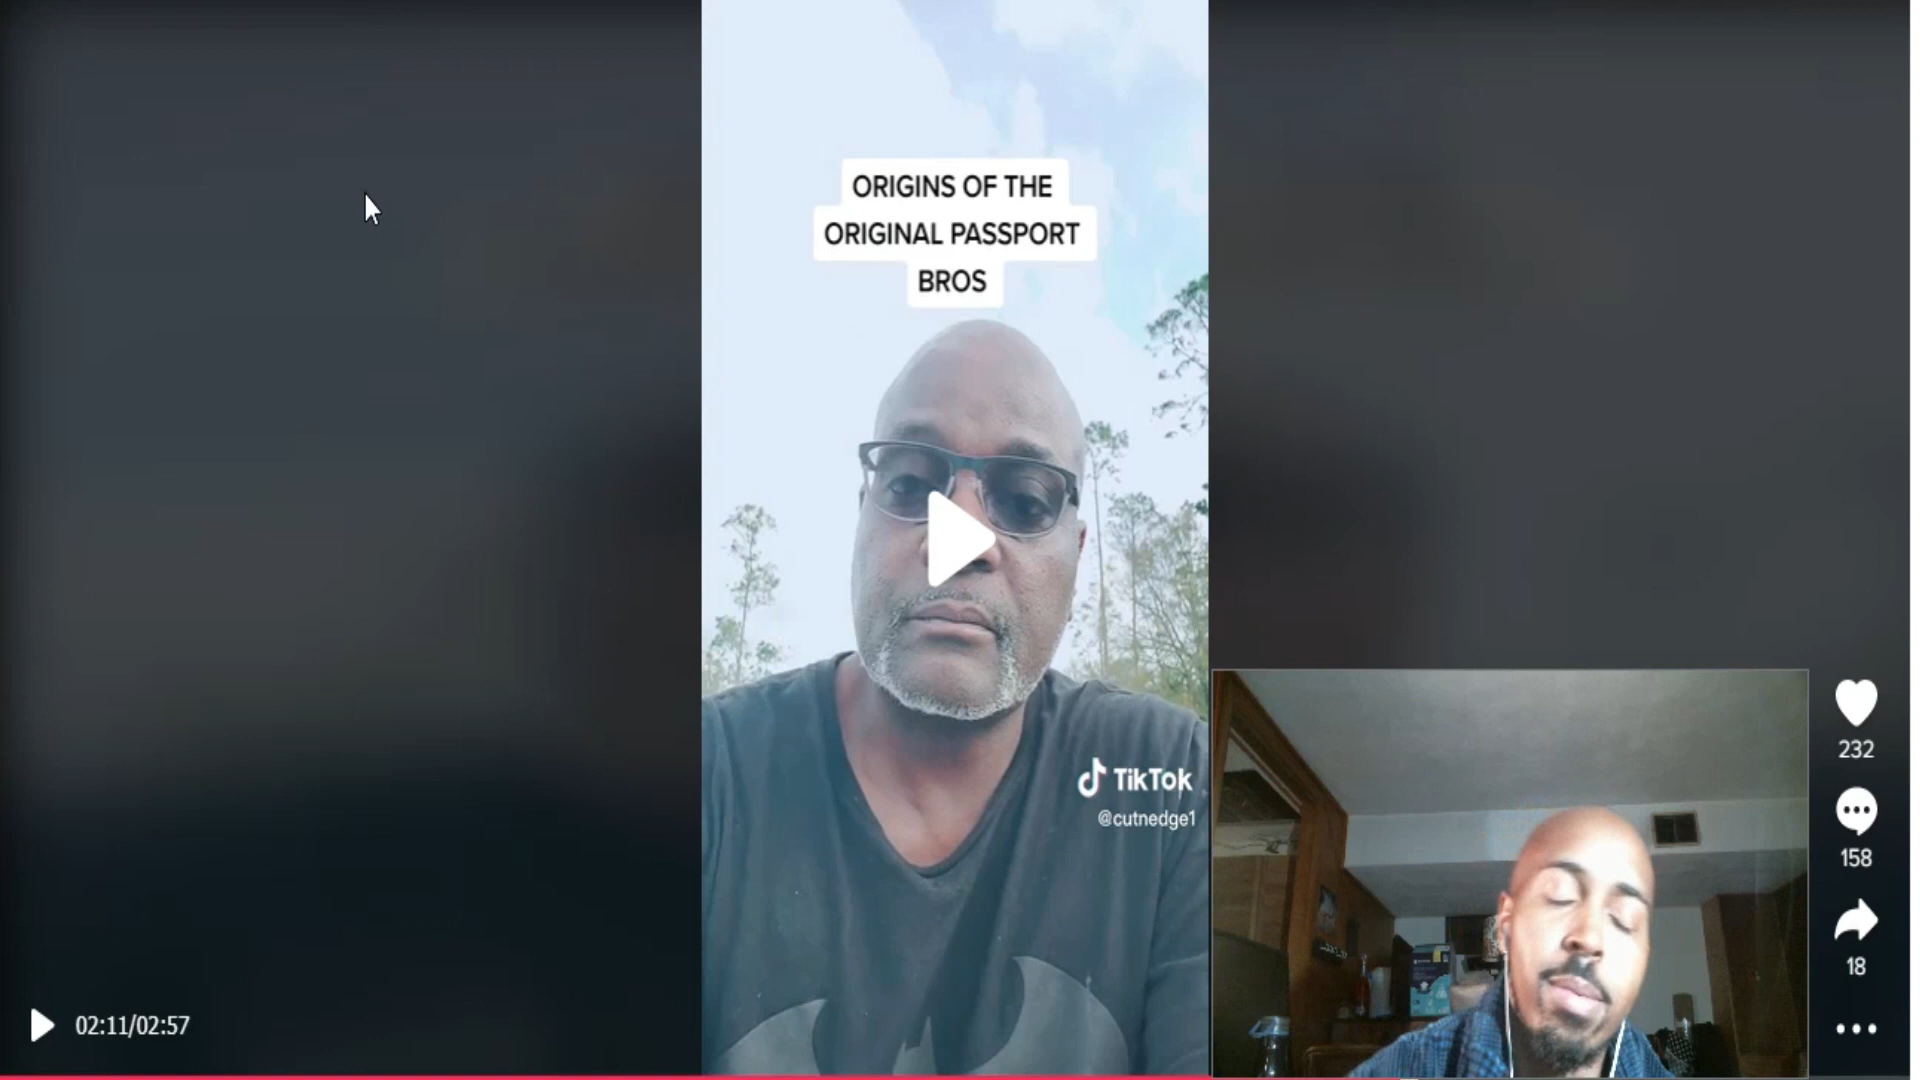 ORIGINS OF THE
ORIGINAL PASSPORT
BROS
TikTok
@cutnedge1
232
158
18
02:11/02:57